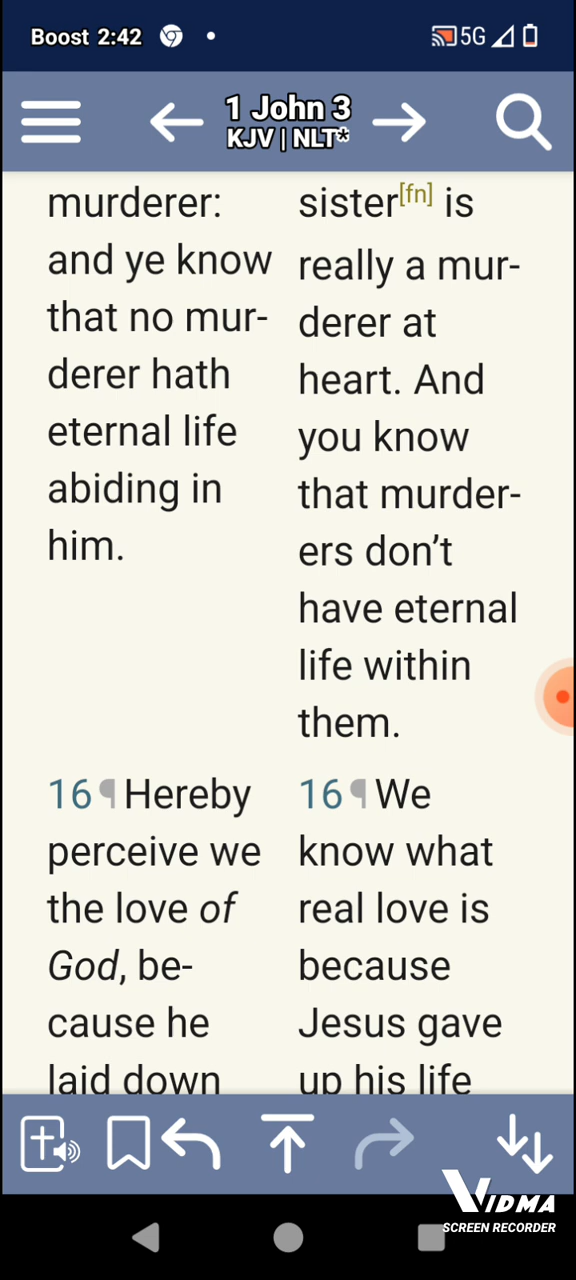 Boost 2:42
5G
1 John 3
KJV | NLT*
murderer:
and ye know
that no mur-
derer hath
eternal life
abiding in
him.
sister[fn] is
really a mur-
derer at
heart. And
you know
that murder-
ers don't
have eternal
life within
them.
16 ¶ Hereby
perceive we
the love of
God, be-
cause he
laid down
16 ¶ We
know what
real love is
because
Jesus gave
up his life
VIDMA
SCREEN RECORDER